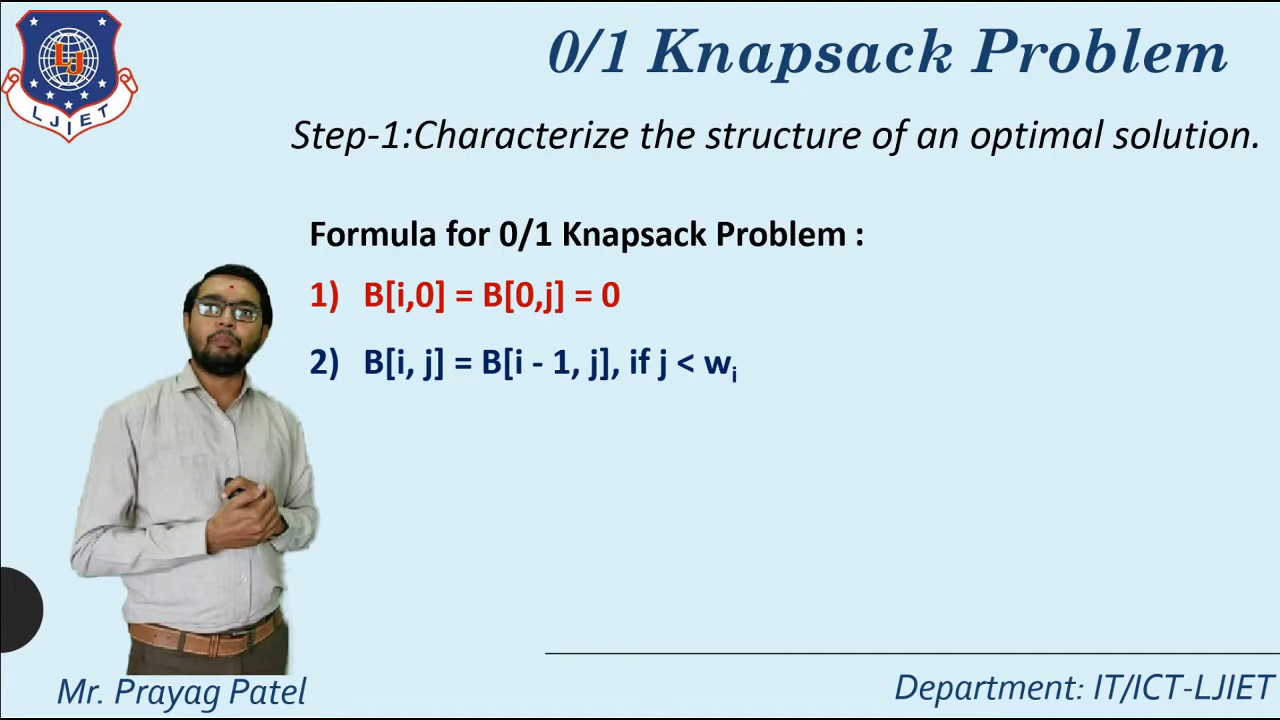 LJ
LJIET
0/1 Knapsack Problem
Step-1:Characterize the structure of an optimal solution.
Formula for 0/1 Knapsack Problem :
1) B[i,0] = B[0,j] = 0
2) B[i, j] = B[i - 1, j], if j < wᵢ
Mr. Prayag Patel
Department: IT/ICT-LJIET